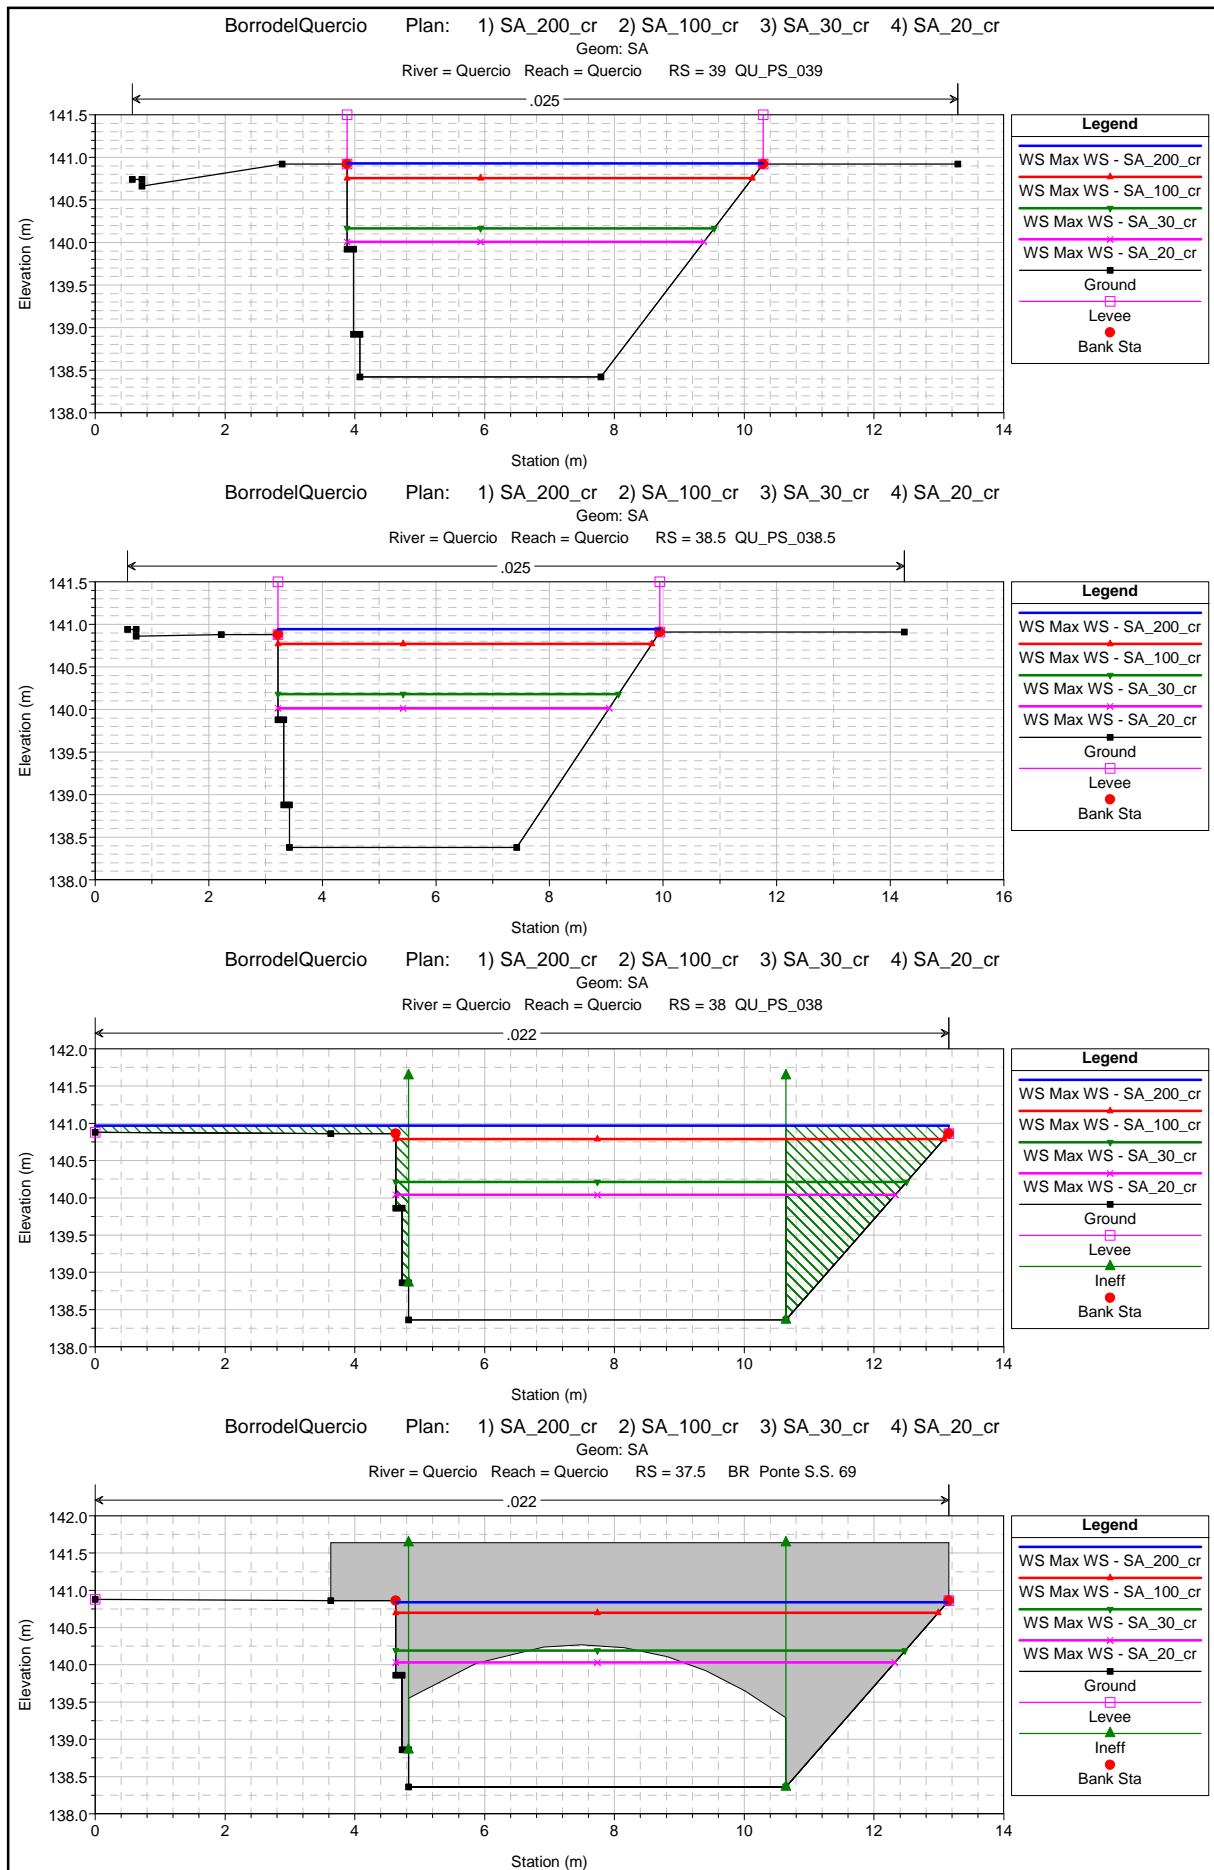 BorrodelQuercio Plan: 1) SA_200_cr 2) SA_100_cr 3) SA_30_cr 4) SA_20_cr
Geom: SA
River = Quercio Reach = Quercio RS = 39 QU_PS_039
.025
141.5
141.0
140.5
140.0
139.5
139.0
138.5
138.0
Elevation (m)
0 2 4 6 8 10 12 14
Station (m)
Legend
WS Max WS - SA_200_cr
WS Max WS - SA_100_cr
WS Max WS - SA_30_cr
WS Max WS - SA_20_cr
Ground
Levee
Bank Sta
BorrodelQuercio Plan: 1) SA_200_cr 2) SA_100_cr 3) SA_30_cr 4) SA_20_cr
Geom: SA
River = Quercio Reach = Quercio RS = 38.5 QU_PS_038.5
.025
141.5
141.0
140.5
140.0
139.5
139.0
138.5
138.0
Elevation (m)
0 2 4 6 8 10 12 14 16
Station (m)
Legend
WS Max WS - SA_200_cr
WS Max WS - SA_100_cr
WS Max WS - SA_30_cr
WS Max WS - SA_20_cr
Ground
Levee
Bank Sta
BorrodelQuercio Plan: 1) SA_200_cr 2) SA_100_cr 3) SA_30_cr 4) SA_20_cr
Geom: SA
River = Quercio Reach = Quercio RS = 38 QU_PS_038
.022
142.0
141.5
141.0
140.5
140.0
139.5
139.0
138.5
138.0
Elevation (m)
0 2 4 6 8 10 12 14
Station (m)
Legend
WS Max WS - SA_200_cr
WS Max WS - SA_100_cr
WS Max WS - SA_30_cr
WS Max WS - SA_20_cr
Ground
Levee
Ineff
Bank Sta
BorrodelQuercio Plan: 1) SA_200_cr 2) SA_100_cr 3) SA_30_cr 4) SA_20_cr
Geom: SA
River = Quercio Reach = Quercio RS = 37.5 BR Ponte S.S. 69
.022
142.0
141.5
141.0
140.5
140.0
139.5
139.0
138.5
138.0
Elevation (m)
0 2 4 6 8 10 12 14
Station (m)
Legend
WS Max WS - SA_200_cr
WS Max WS - SA_100_cr
WS Max WS - SA_30_cr
WS Max WS - SA_20_cr
Ground
Levee
Ineff
Bank Sta